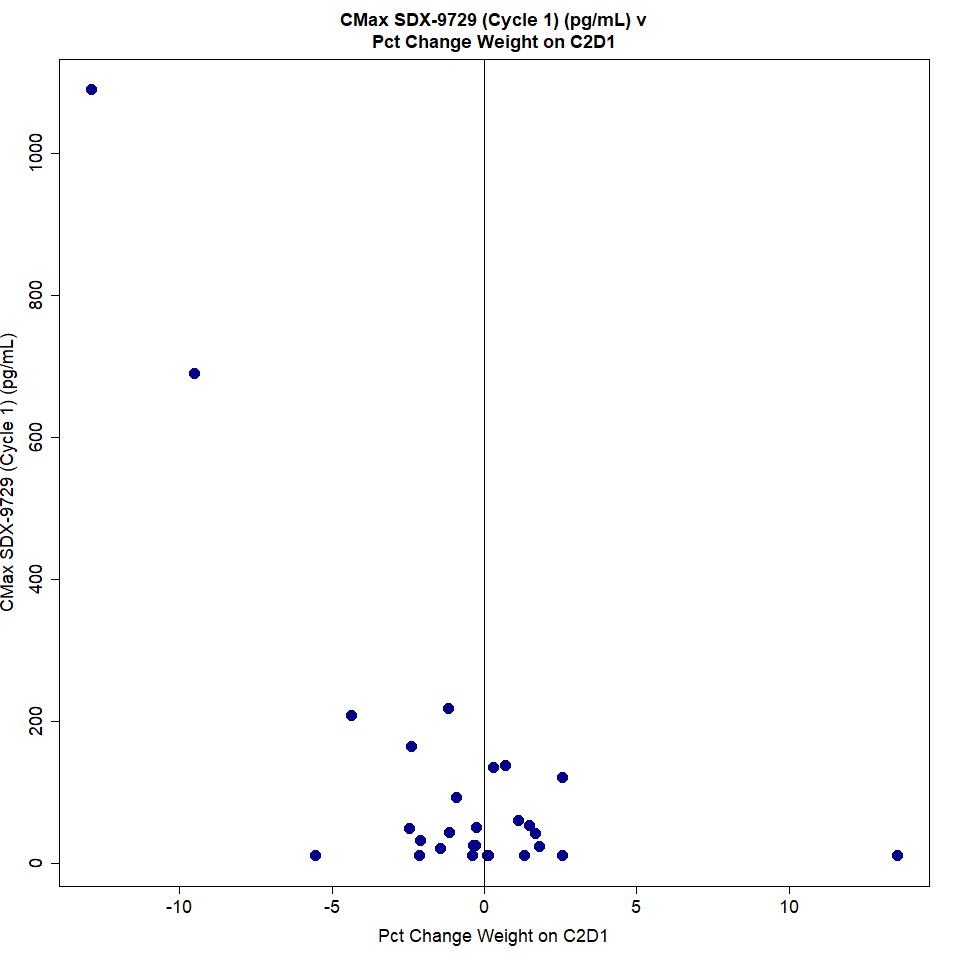 CMax SDX-9729 (Cycle 1) (pg/mL) v
Pct Change Weight on C2D1
1000
800
600
400
200
0
CMax SDX-9729 (Cycle 1) (pg/mL)
-10
-5
0
5
10
Pct Change Weight on C2D1